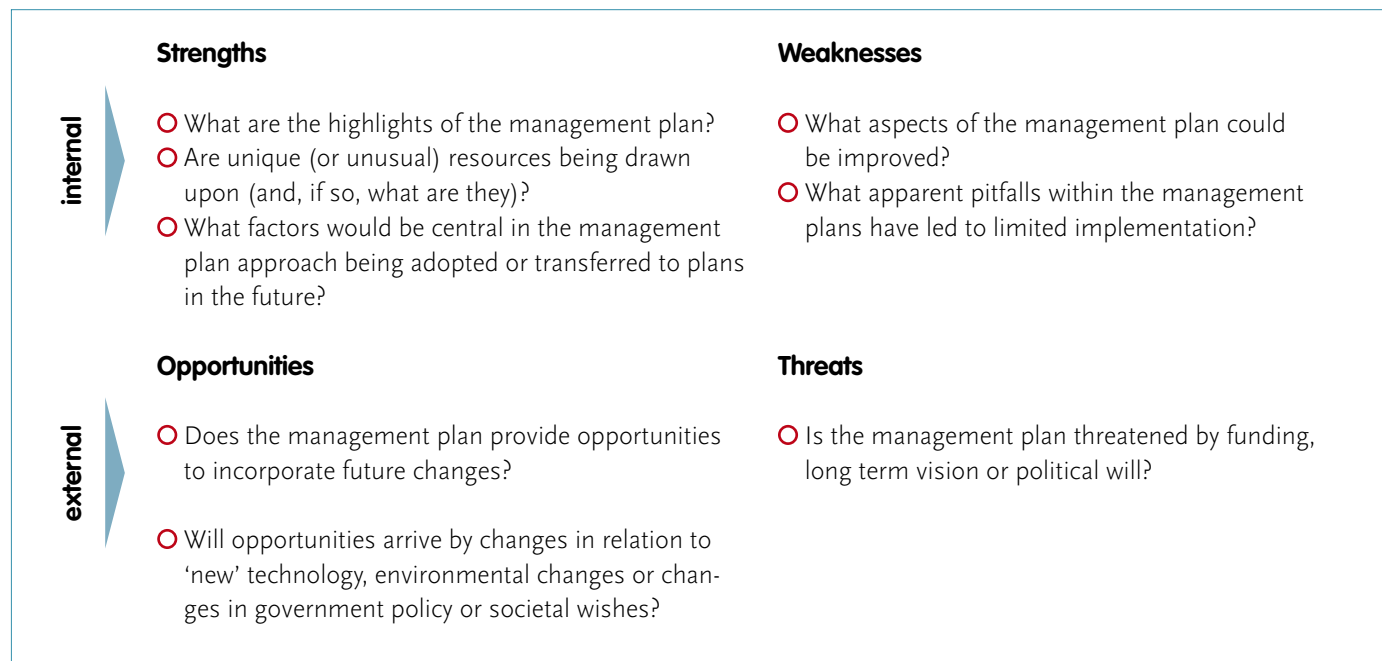 Strengths
internal
What are the highlights of the management plan?
Are unique (or unusual) resources being drawn
upon (and, if so, what are they)?
What factors would be central in the management
plan approach being adopted or transferred to plans
in the future?
Weaknesses
What aspects of the management plan could
be improved?
What apparent pitfalls within the management
plans have led to limited implementation?
Opportunities
external
Does the management plan provide opportunities
to incorporate future changes?
Will opportunities arrive by changes in relation to
‘new’ technology, environmental changes or chan-
ges in government policy or societal wishes?
Threats
Is the management plan threatened by funding,
long term vision or political will?